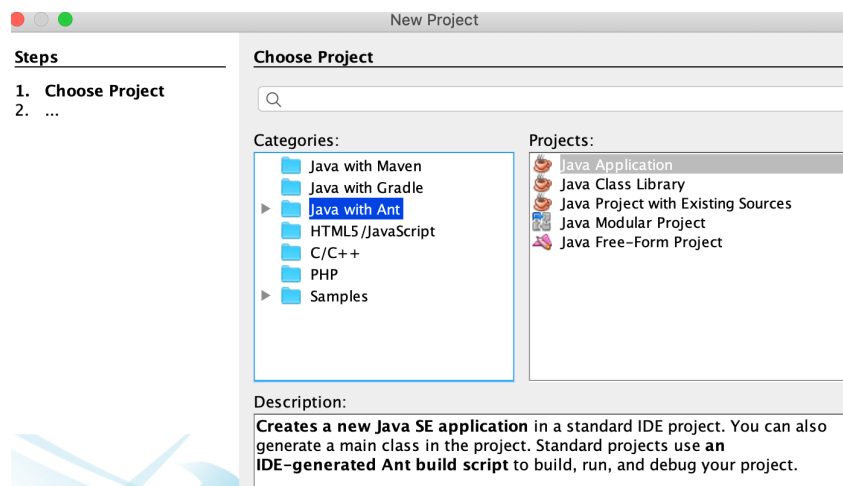 New Project
Steps
1. Choose Project
2. ...
Choose Project
Categories:
Java with Maven
Java with Gradle
Java with Ant
HTML5/JavaScript
C/C++
PHP
Samples
Projects:
Java Application
Java Class Library
Java Project with Existing Sources
Java Modular Project
Java Free-Form Project
Description:
Creates a new Java SE application in a standard IDE project. You can also
generate a main class in the project. Standard projects use an
IDE-generated Ant build script to build, run, and debug your project.